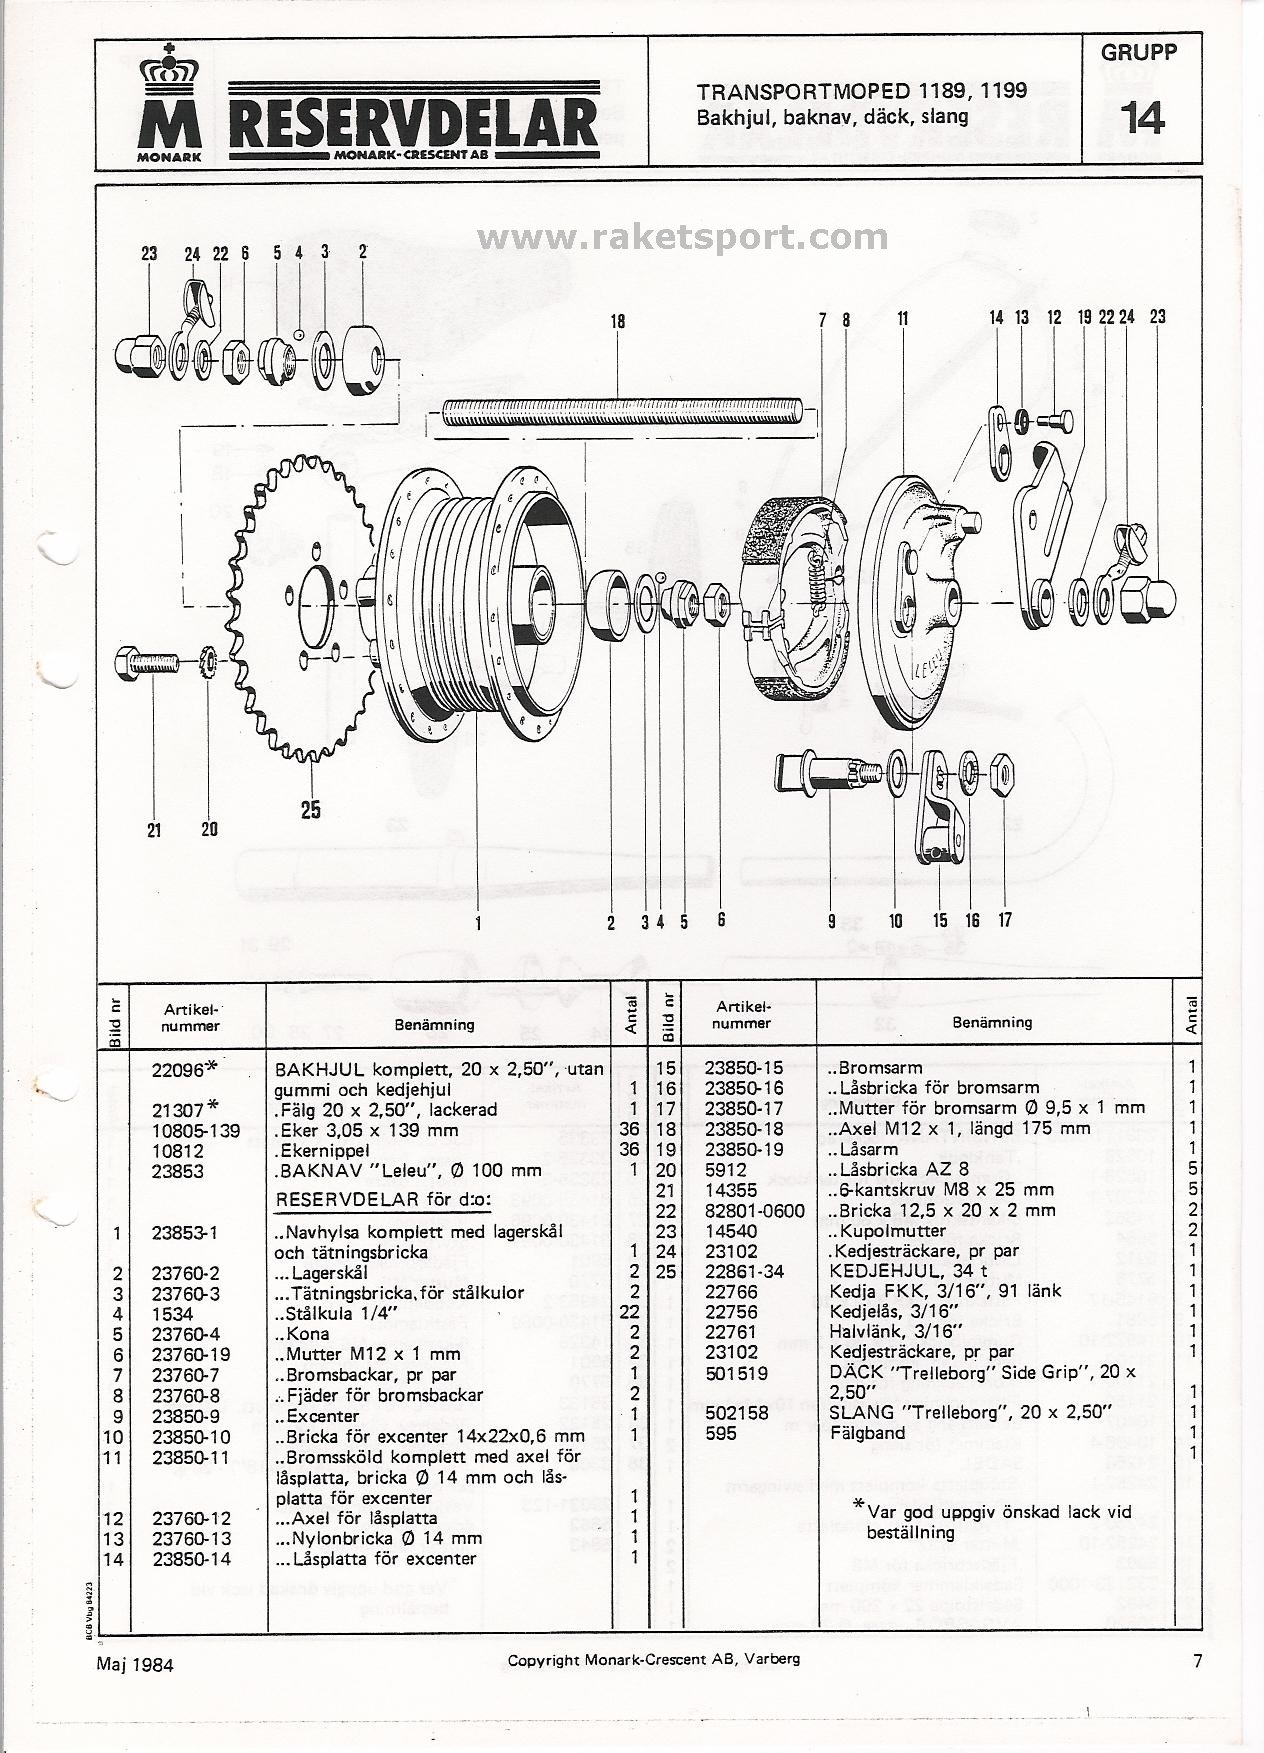 MONARK
RESERVDELAR
MONARK-CRESCENT AB
TRANSPORTMOPED 1189, 1199
Bakhjul, baknav, däck, slang
GRUPP
14
www.raketsport.com
23 24 22 6 5 4 3 2
18 7 8 11 14 13 12 19 22 24 23
LELEU
25
21 20
1 2 3 4 5 6 9 10 15 16 17
Bild nr Artikel-nummer Benämning Antal
22096* BAKHJUL komplett, 20 x 2,50", utan
gummi och kedjehjul 1
21307* .Fälg 20 x 2,50", lackerad 1
10805-139 .Eker 3,05 x 139 mm 36
10812 .Ekernippel 36
23853 .BAKNAV "Leleu", Ø 100 mm 1
RESERVDELAR för d:o:
1 23853-1 ..Navhylsa komplett med lagerskål
och tätningsbricka 1
2 23760-2 ...Lagerskål 2
3 23760-3 ...Tätningsbricka för stålkulor 2
4 1534 ..Stålkula 1/4" 22
5 23760-4 ..Kona 2
6 23760-19 ..Mutter M12 x 1 mm 2
7 23760-7 ..Bromsbackar, pr par 1
8 23760-8 ..Fjäder för bromsbackar 2
9 23850-9 ..Excenter 1
10 23850-10 ..Bricka för excenter 14x22x0,6 mm 1
11 23850-11 ..Bromssköld komplett med axel för
låsplatta, bricka Ø 14 mm och lås-
platta för excenter 1
12 23760-12 ...Axel för låsplatta 1
13 23760-13 ...Nylonbricka Ø 14 mm 1
14 23850-14 ...Låsplatta för excenter 1
Bild nr Artikel-nummer Benämning Antal
15 23850-15 ..Bromsarm 1
16 23850-16 ..Låsbricka för bromsarm 1
17 23850-17 ..Mutter för bromsarm Ø 9,5 x 1 mm 1
18 23850-18 ..Axel M12 x 1, längd 175 mm 1
19 23850-19 ..Låsarm 1
20 5912 ..Låsbricka AZ 8 5
21 14355 ..6-kantskruv M8 x 25 mm 5
22 82801-0600 ..Bricka 12,5 x 20 x 2 mm 2
23 14540 ..Kupolmutter 2
24 23102 .Kedjesträckare, pr par 1
25 22861-34 KEDJEHJUL, 34 t 1
22766 Kedja FKK, 3/16", 91 länk 1
22756 Kedjelås, 3/16" 1
22761 Halvlänk, 3/16" 1
23102 Kedjesträckare, pr par 1
501519 DÄCK "Trelleborg" Side Grip", 20 x
2,50" 1
502158 SLANG "Trelleborg", 20 x 2,50" 1
595 Fälgband 1
1
*Var god uppgiv önskad lack vid
beställning
BCB Vbg 84223
Maj 1984
Copyright Monark-Crescent AB, Varberg
7